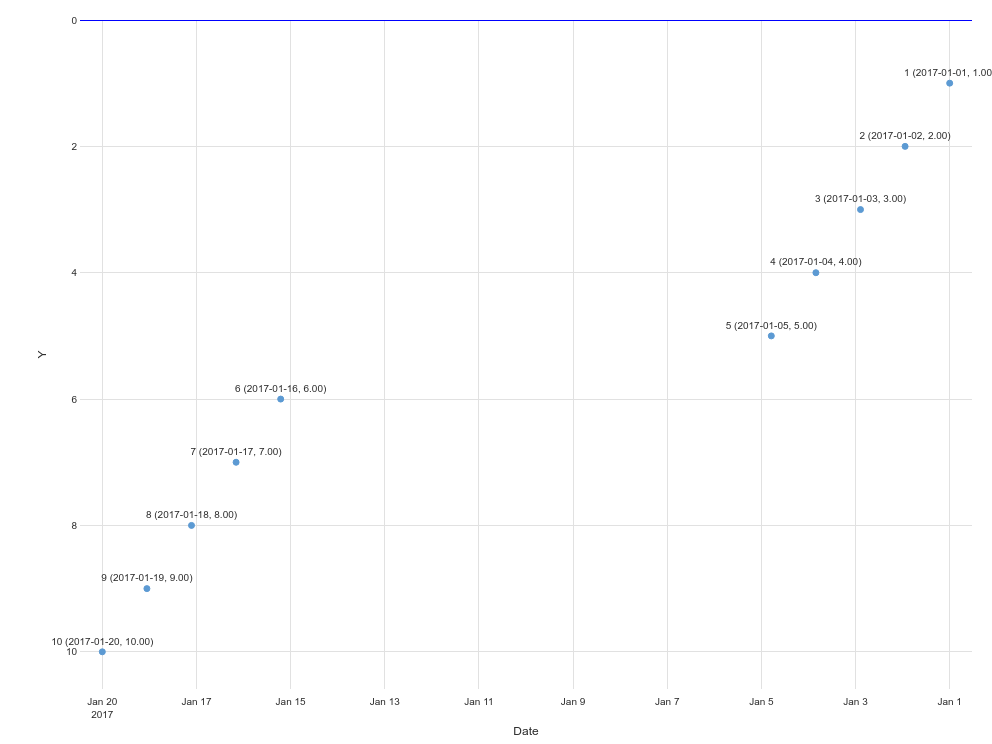 0
1 (2017-01-01, 1.00
2 (2017-01-02, 2.00)
2
3 (2017-01-03, 3.00)
4 (2017-01-04, 4.00)
4
5 (2017-01-05, 5.00)
Y
6 (2017-01-16, 6.00)
6
7 (2017-01-17, 7.00)
8 (2017-01-18, 8.00)
8
9 (2017-01-19, 9.00)
10 (2017-01-20, 10.00)
10
Jan 20 Jan 17 Jan 15 Jan 13 Jan 11 Jan 9 Jan 7 Jan 5 Jan 3 Jan 1
2017
Date